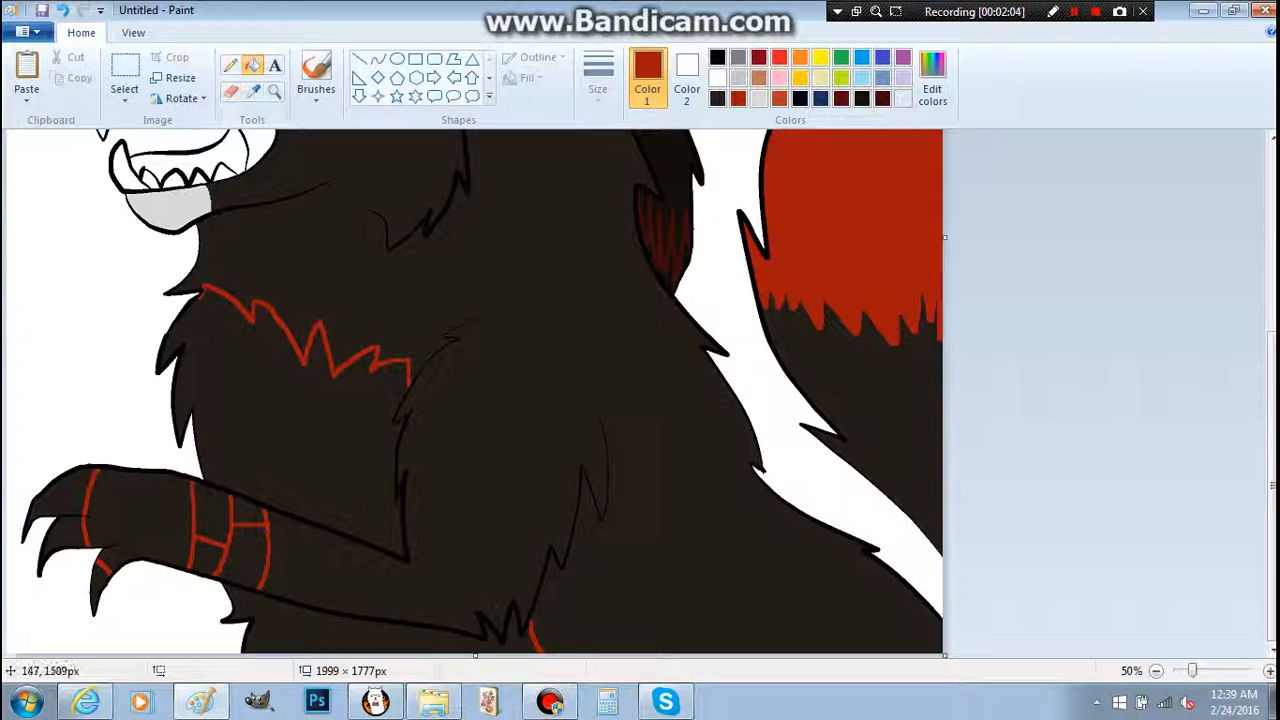 Untitled - Paint
www.Bandicam.com
Recording [00:02:04]
Home View
Paste
Cut
Copy
Clipboard
Select
Crop
Resize
Rotate
Image
A
Tools
Brushes
Shapes
Outline
Fill
Size
Color
1
Color
2
Edit
colors
Colors
147, 1509px
1999 × 1777px
50%
Ps
12:39 AM
2/24/2016